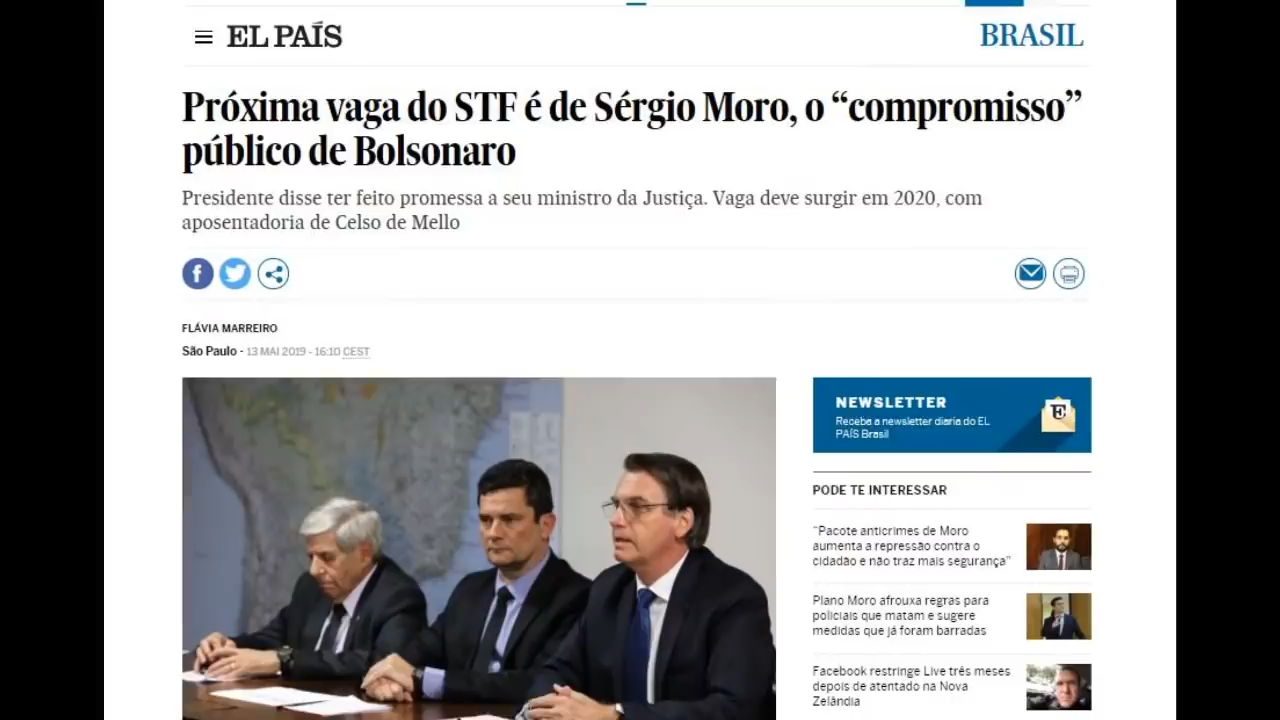 EL PAÍS
BRASIL
Próxima vaga do STF é de Sérgio Moro, o “compromisso”
público de Bolsonaro
Presidente disse ter feito promessa a seu ministro da Justiça. Vaga deve surgir em 2020, com
aposentadoria de Celso de Mello
FLÁVIA MARREIRO
São Paulo - 13 MAI 2019 - 16:10 CEST
NEWSLETTER
Receba a newsletter diaria do EL
PAÍS Brasil
E
PODE TE INTERESSAR
“Pacote anticrimes de Moro
aumenta a repressão contra o
cidadão e não traz mais segurança”
Plano Moro afrouxa regras para
policiais que matam e sugere
medidas que já foram barradas
Facebook restringe Live três meses
depois de atentado na Nova
Zelândia